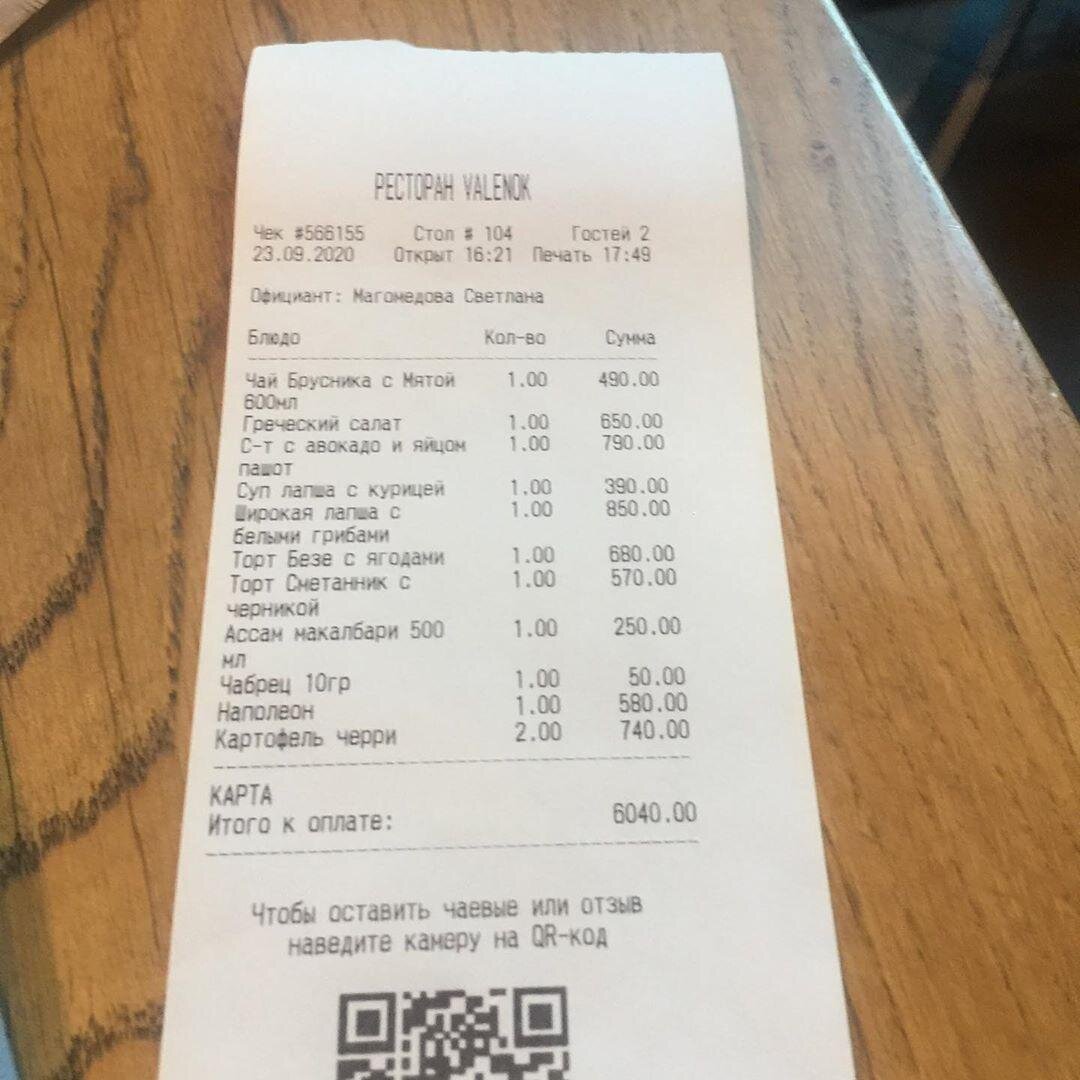 РЕСТОРАН VALENOK
Чек #566155 Стол # 104 Гостей 2
23.09.2020 Открыт 16:21 Печать 17:49
Официант: Магомедова Светлана
Блюдо Кол-во Сумма
Чай Брусника с Мятой 1.00 490.00
600мл
Греческий салат 1.00 650.00
С-т с авокадо и яйцом 1.00 790.00
пашот
Суп лапша с курицей 1.00 390.00
Широкая лапша с 1.00 850.00
белыми грибами
Торт Безе с ягодами 1.00 680.00
Торт Сметанник с 1.00 570.00
черникой
Ассам макалбари 500 1.00 250.00
мл
Чабрец 10гр 1.00 50.00
Наполеон 1.00 580.00
Картофель черри 2.00 740.00
КАРТА
Итого к оплате: 6040.00
Чтобы оставить чаевые или отзыв
наведите камеру на QR-код